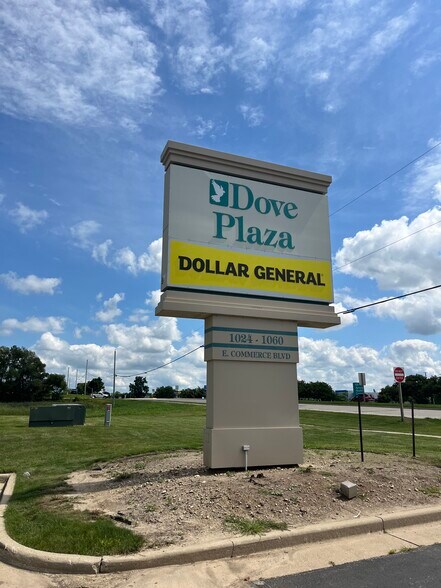 Dove
Plaza
DOLLAR GENERAL
1024 - 1060
E. COMMERCE BLVD